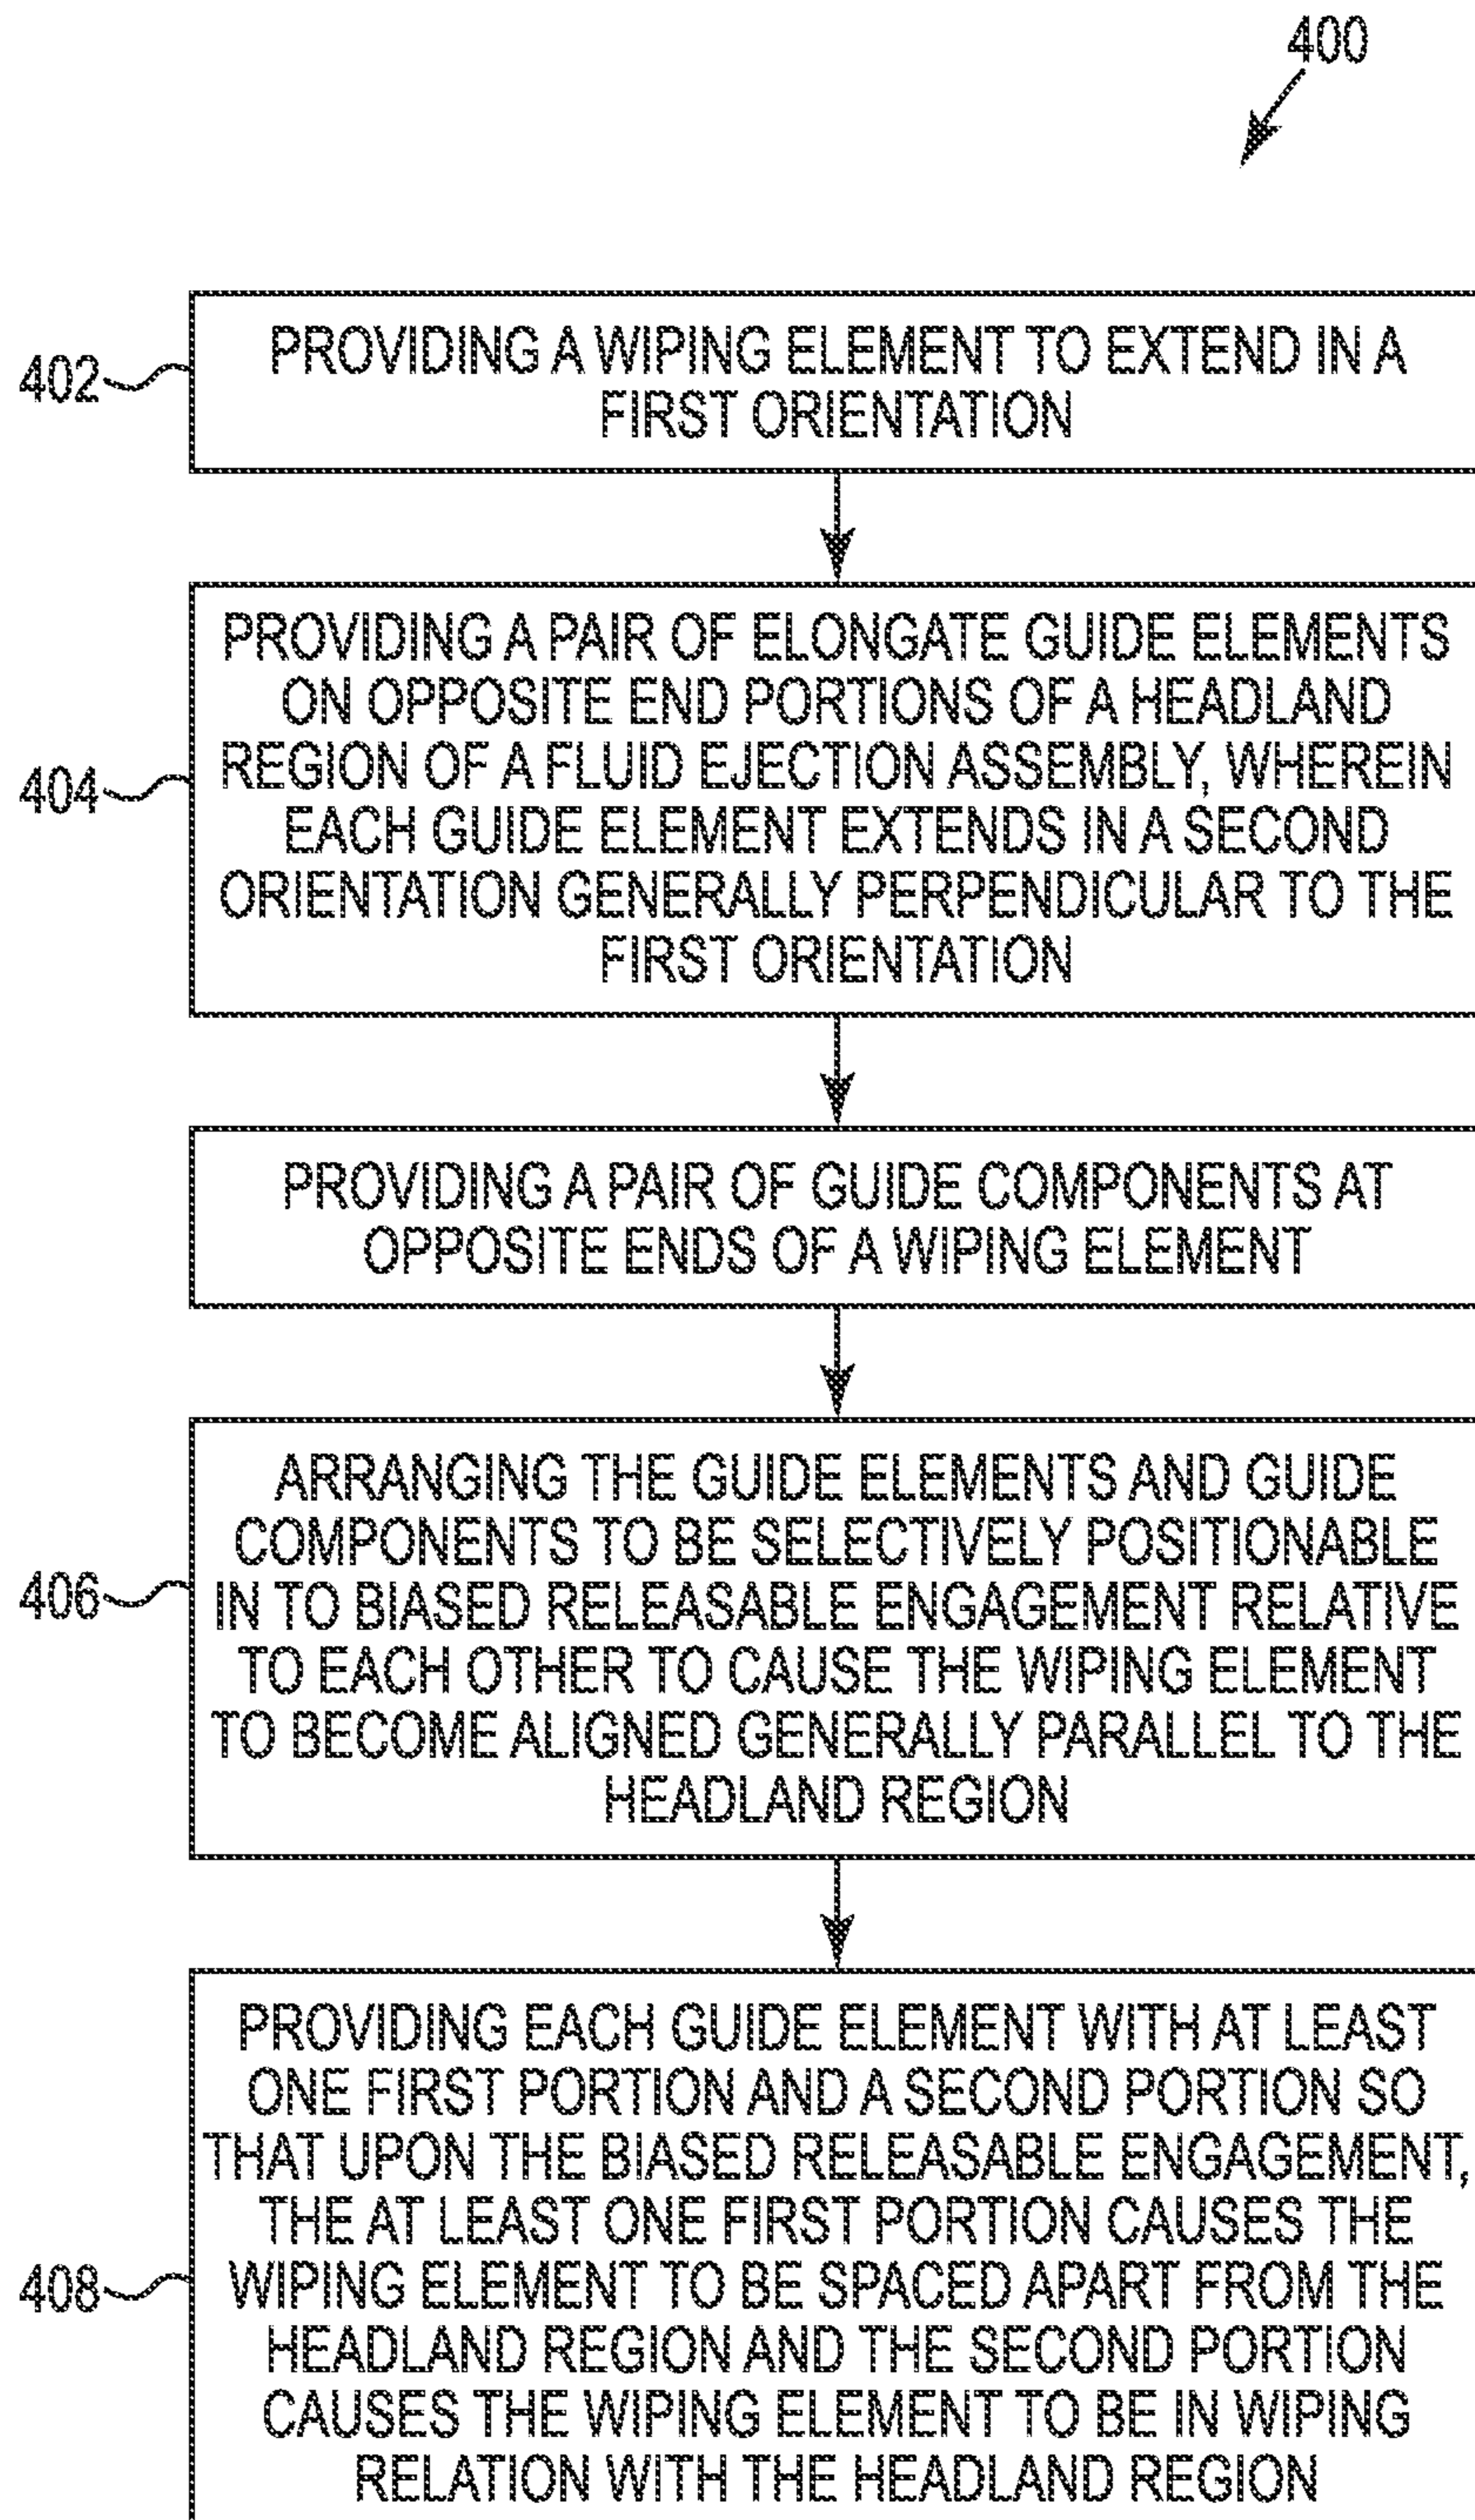 400
402
PROVIDING A WIPING ELEMENT TO EXTEND IN A
FIRST ORIENTATION
404
PROVIDING A PAIR OF ELONGATE GUIDE ELEMENTS
ON OPPOSITE END PORTIONS OF A HEADLAND
REGION OF A FLUID EJECTION ASSEMBLY, WHEREIN
EACH GUIDE ELEMENT EXTENDS IN A SECOND
ORIENTATION GENERALLY PERPENDICULAR TO THE
FIRST ORIENTATION
PROVIDING A PAIR OF GUIDE COMPONENTS AT
OPPOSITE ENDS OF A WIPING ELEMENT
406
ARRANGING THE GUIDE ELEMENTS AND GUIDE
COMPONENTS TO BE SELECTIVELY POSITIONABLE
IN TO BIASED RELEASABLE ENGAGEMENT RELATIVE
TO EACH OTHER TO CAUSE THE WIPING ELEMENT
TO BECOME ALIGNED GENERALLY PARALLEL TO THE
HEADLAND REGION
408
PROVIDING EACH GUIDE ELEMENT WITH AT LEAST
ONE FIRST PORTION AND A SECOND PORTION SO
THAT UPON THE BIASED RELEASABLE ENGAGEMENT,
THE AT LEAST ONE FIRST PORTION CAUSES THE
WIPING ELEMENT TO BE SPACED APART FROM THE
HEADLAND REGION AND THE SECOND PORTION
CAUSES THE WIPING ELEMENT TO BE IN WIPING
RELATION WITH THE HEADLAND REGION